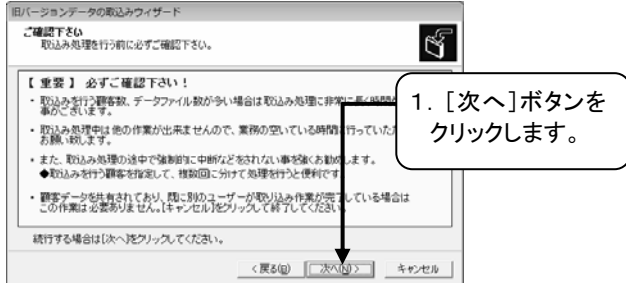 旧バージョンデータの取込みウィザード
ご確認下さい
取込み処理を行う前に必ずご確認下さい。
【 重要 】 必ずご確認下さい！
・ 取込みを行う顧客数、データファイル数が多い場合は取込み処理に非常に長く時間
事がございます。
・ 取込み処理中は他の作業が出来ませんので、業務の空いている時間に行っていた
お願い致します。
・ また、取込み処理の途中で強制的に中断などをされない事を強くお勧めします。
◆取込みを行う顧客を指定して、複数回に分けて処理を行うと便利です
・ 顧客データを共有されており、既に別のユーザーが取り込み作業が完了している場合は
この作業は必要ありません。[キャンセル]をクリックして終了してください
続行する場合は[次へ]をクリックしてください。
< 戻る(B)
次へ(N) >
キャンセル
１．［次へ］ボタンを
クリックします。